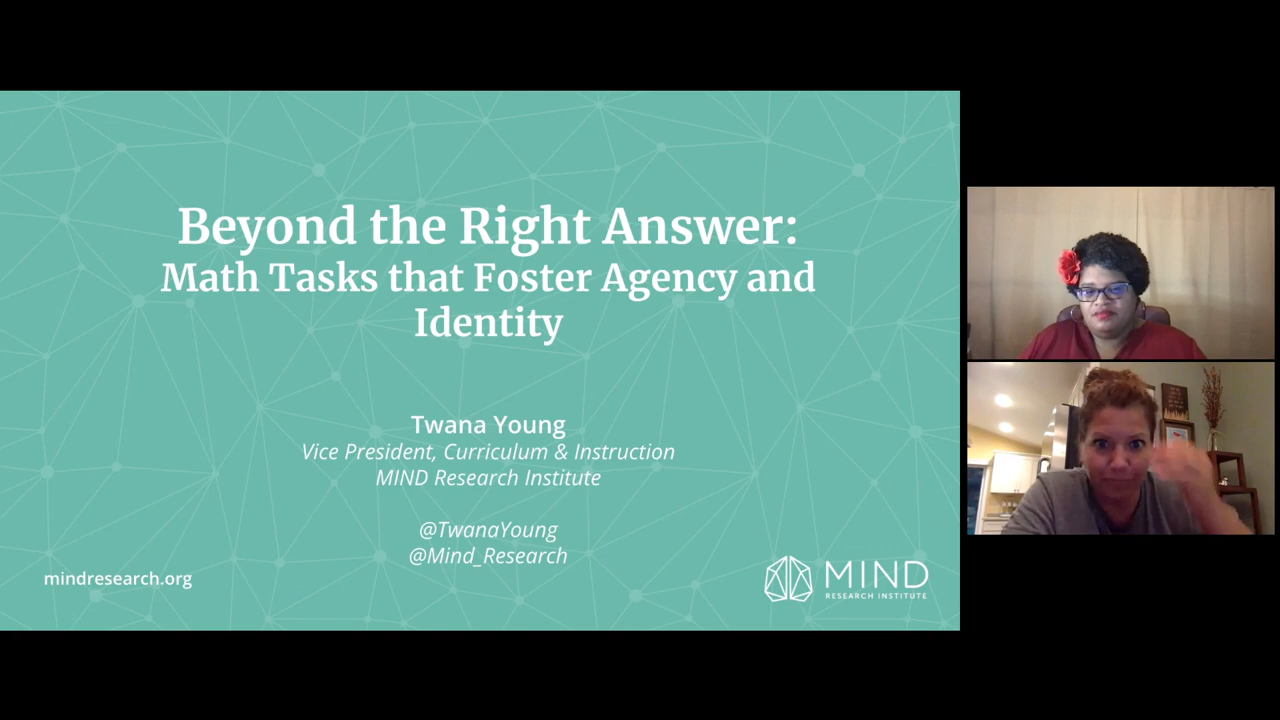 Beyond the Right Answer:
Math Tasks that Foster Agency and
Identity
Twana Young
Vice President, Curriculum & Instruction
MIND Research Institute
@TwanaYoung
@Mind_Research
mindresearch.org
MIND
RESEARCH INSTITUTE